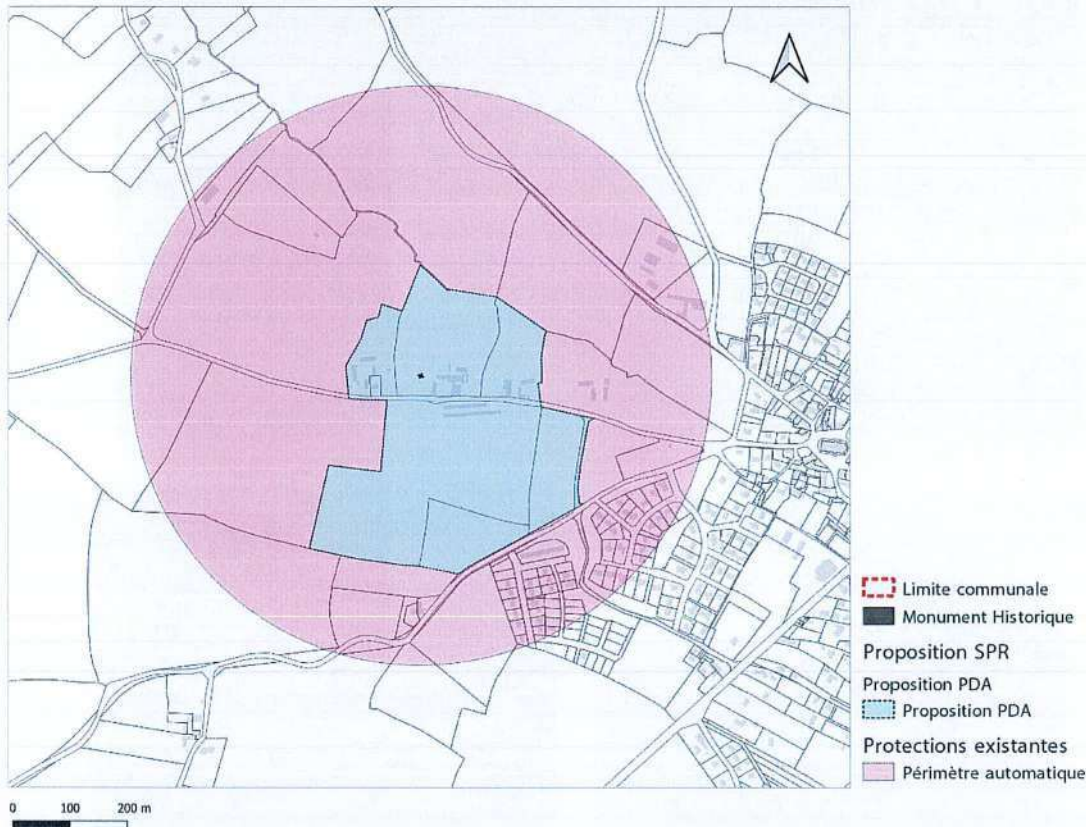 Limite communale
Monument Historique
Proposition SPR
Proposition PDA
Proposition PDA
Protections existantes
Périmètre automatique
0 100 200 m